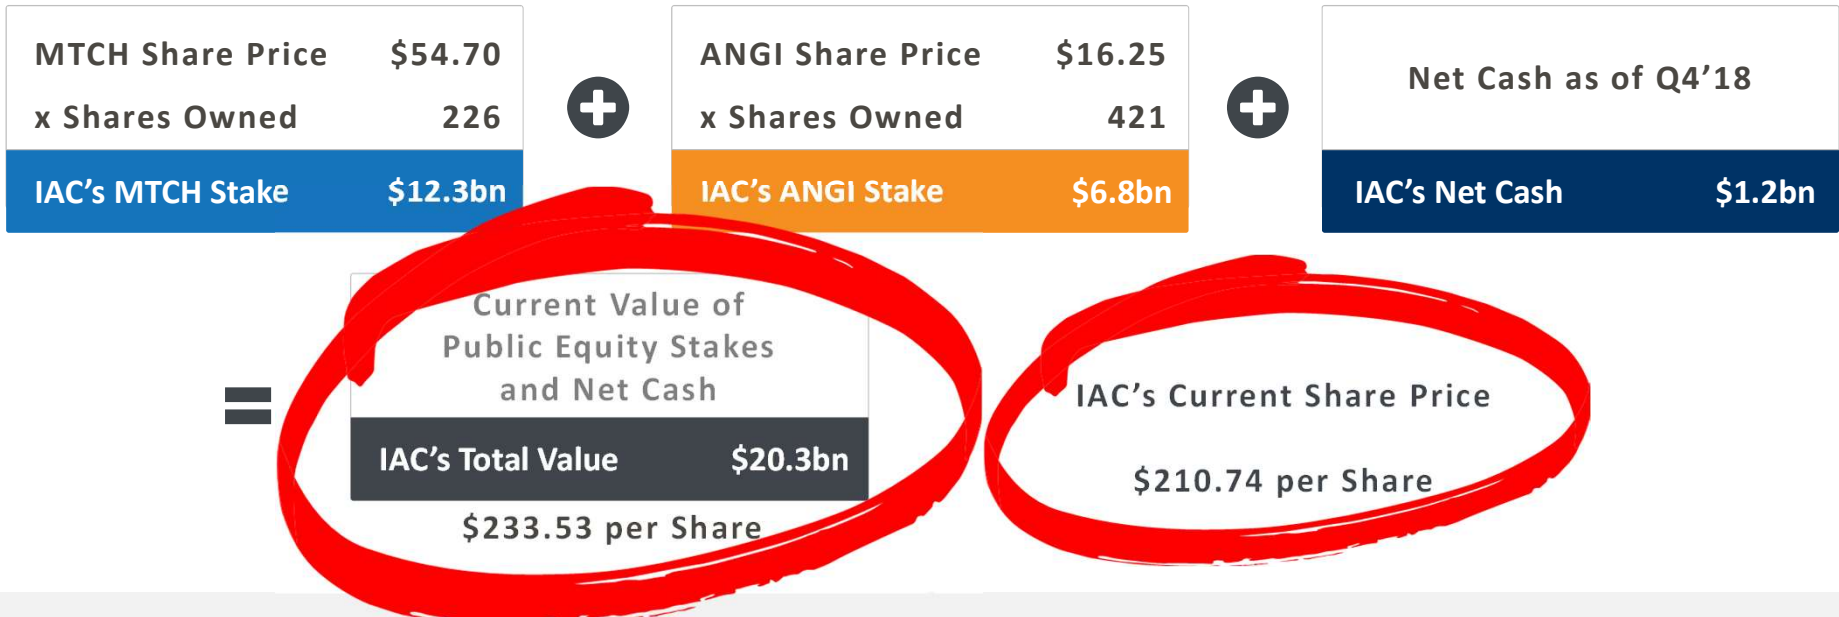 MTCH Share Price $54.70
x Shares Owned 226
IAC’s MTCH Stake $12.3bn
ANGI Share Price $16.25
x Shares Owned 421
IAC’s ANGI Stake $6.8bn
Net Cash as of Q4’18
IAC’s Net Cash $1.2bn
Current Value of
Public Equity Stakes
and Net Cash
IAC’s Total Value $20.3bn
$233.53 per Share
IAC’s Current Share Price
$210.74 per Share